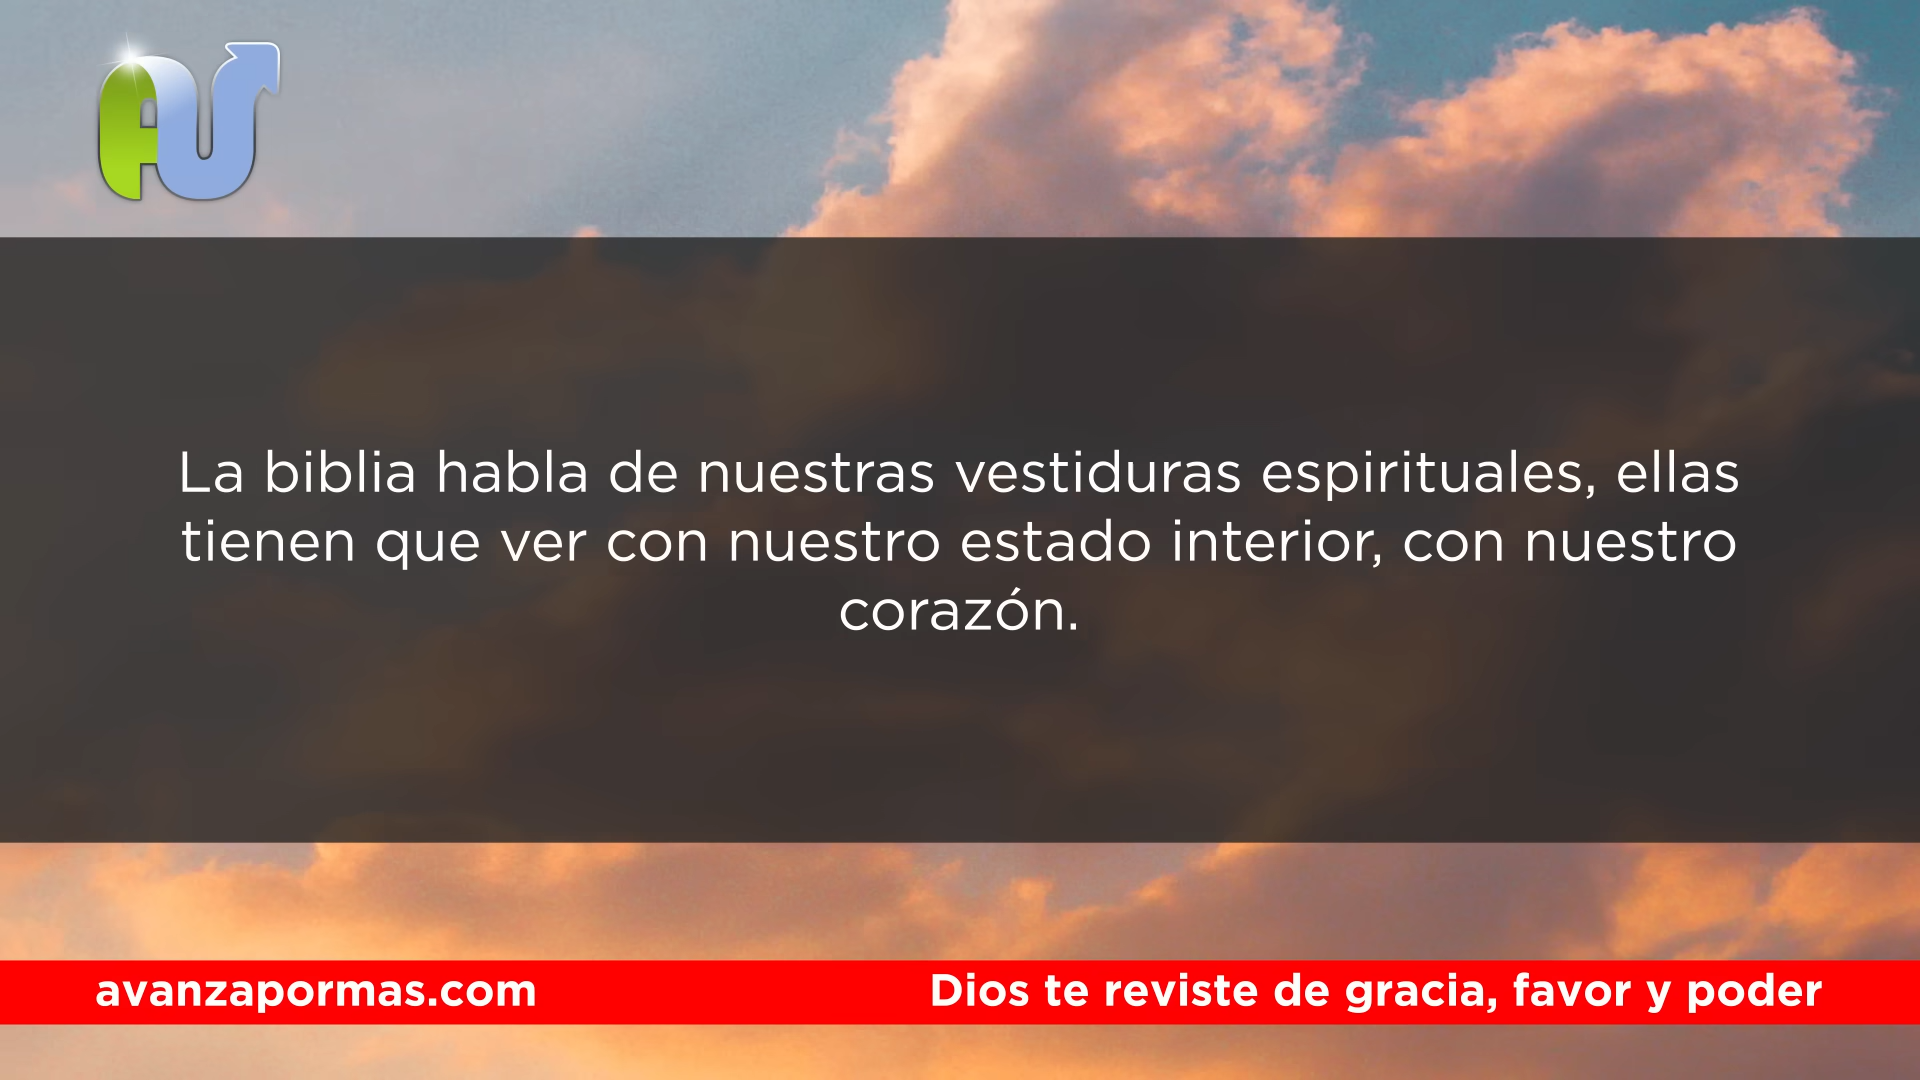 La biblia habla de nuestras vestiduras espirituales, ellas
tienen que ver con nuestro estado interior, con nuestro
corazón.
avanzapormas.com
Dios te reviste de gracia, favor y poder